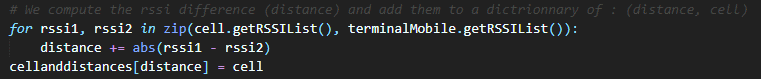 # We compute the rssi difference (distance) and add them to a dictrionnary of : (distance, cell)
for rssi1, rssi2 in zip(cell.getRSSIList(), terminalMobile.getRSSIList()):
    distance += abs(rssi1 - rssi2)
cellanddistances[distance] = cell